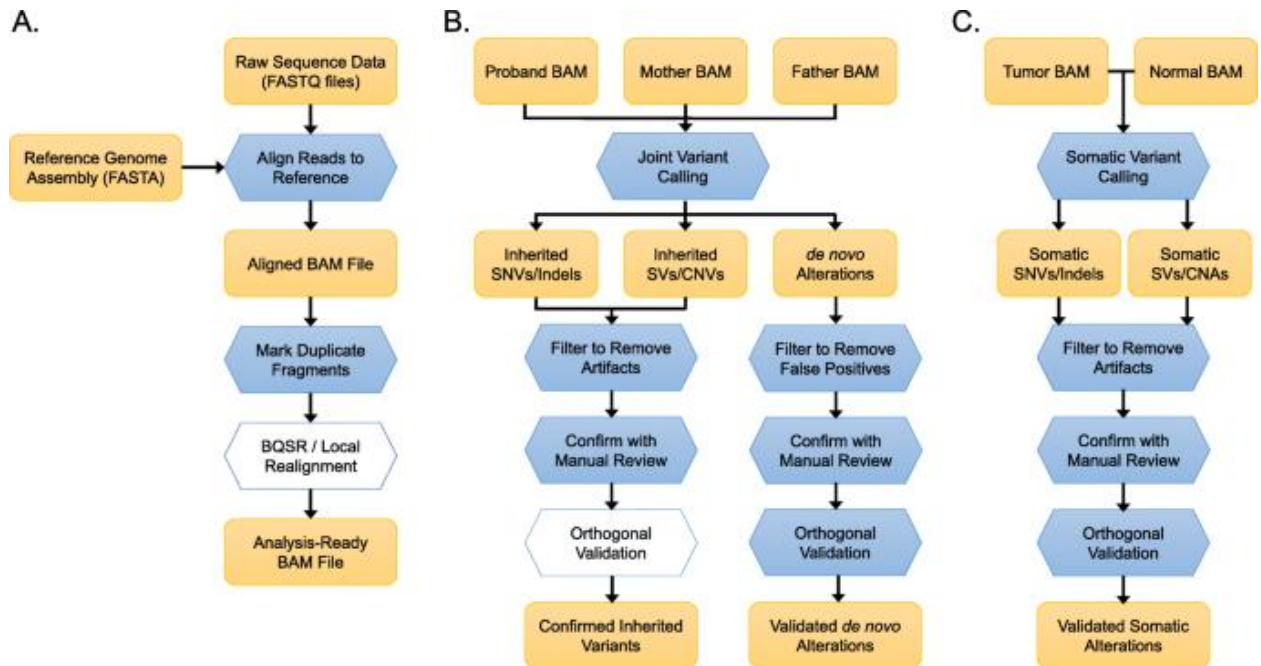 A.
Raw Sequence Data
(FASTQ files)
Reference Genome
Assembly (FASTA)
Align Reads to
Reference
Aligned BAM File
Mark Duplicate
Fragments
BQSR / Local
Realignment
Analysis-Ready
BAM File
B.
Proband BAM
Mother BAM
Father BAM
Joint Variant
Calling
Inherited
SNVs/Indels
Inherited
SVs/CNVs
de novo
Alterations
Filter to Remove
Artifacts
Filter to Remove
False Positives
Confirm with
Manual Review
Confirm with
Manual Review
Orthogonal
Validation
Orthogonal
Validation
Confirmed Inherited
Variants
Validated de novo
Alterations
C.
Tumor BAM
Normal BAM
Somatic Variant
Calling
Somatic
SNVs/Indels
Somatic
SVs/CNAs
Filter to Remove
Artifacts
Confirm with
Manual Review
Orthogonal
Validation
Validated Somatic
Alterations